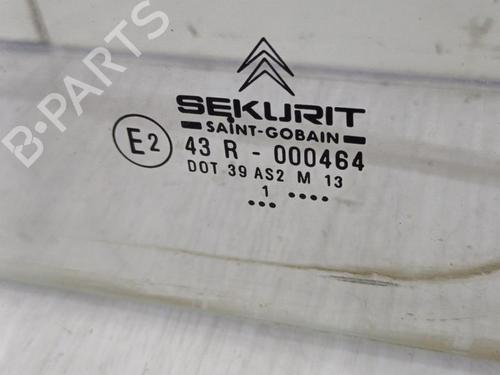 SEKURIT
SAINT-GOBAIN
E2 43 R - 000464
DOT 39 AS2 M 13
1 ....
...
B-PARTS